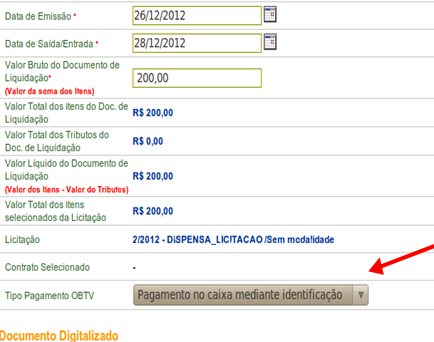 Data de Emissão * 26/12/2012
Data de Saída/Entrada * 28/12/2012
Valor Bruto do Documento de
Liquidação* 200,00
(Valor da soma dos Itens)
Valor Total dos itens do Doc. de
Liquidação R$ 200,00
Valor Total dos Tributos do
Doc. de Liquidação R$ 0,00
Valor Líquido do Documento de
Liquidação R$ 200,00
(Valor dos Itens - Valor do Tributos)
Valor Total dos Itens
selecionados da Licitação R$ 200,00
Licitação 2/2012 - DiSPENSA_LICITACAO /Sem modalidade
Contrato Selecionado -
Tipo Pagamento OBTV Pagamento no caixa mediante identificação
Documento Digitalizado